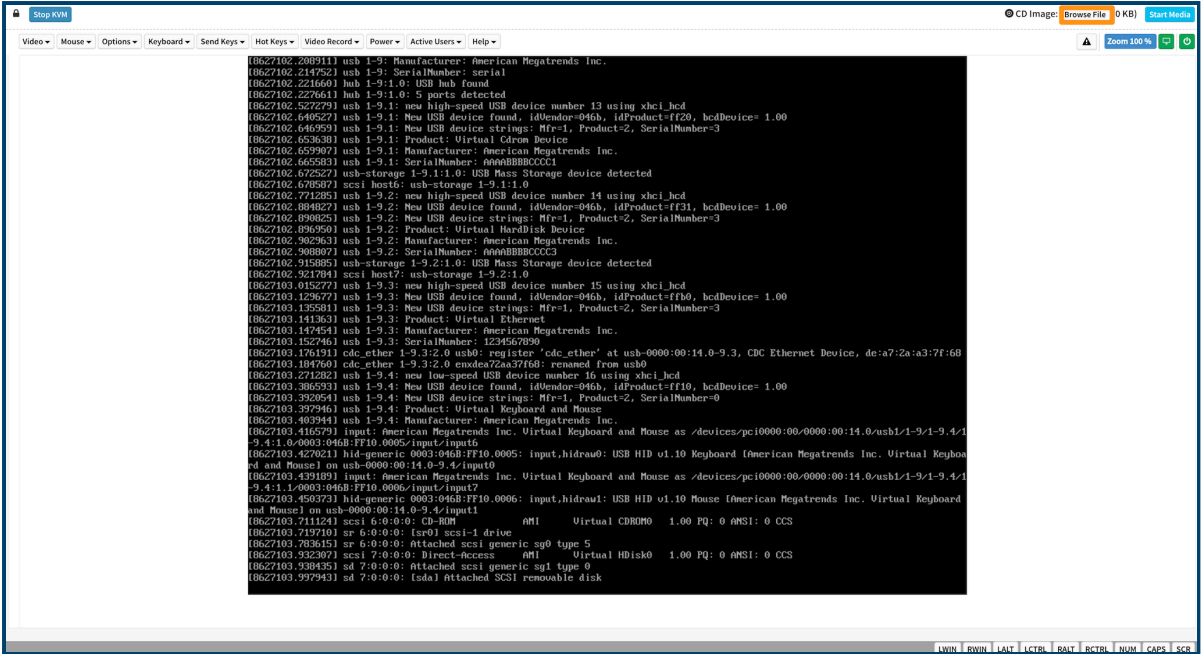 Stop KVM
CD Image: Browse File 0 KB) Start Media
Video Mouse Options Keyboard Send Keys Hot Keys Video Record Power Active Users Help Zoom 100 %
[8627102.208911] usb 1-9: Manufacturer: American Megatrends Inc.
[8627102.214752] usb 1-9: SerialNumber: serial
[8627102.221660] hub 1-9:1.0: USB hub found
[8627102.227661] hub 1-9:1.0: 5 ports detected
[8627102.527279] usb 1-9.1: new high-speed USB device number 13 using xhci_hcd
[8627102.640527] usb 1-9.1: New USB device found, idVendor=046b, idProduct=ff20, bcdDevice= 1.00
[8627102.646959] usb 1-9.1: New USB device strings: Mfr=1, Product=2, SerialNumber=3
[8627102.653638] usb 1-9.1: Product: Virtual Cdrom Device
[8627102.659907] usb 1-9.1: Manufacturer: American Megatrends Inc.
[8627102.665583] usb 1-9.1: SerialNumber: AAAABBBBCCCC1
[8627102.672527] usb-storage 1-9.1:1.0: USB Mass Storage device detected
[8627102.678587] scsi host6: usb-storage 1-9.1:1.0
[8627102.771285] usb 1-9.2: new high-speed USB device number 14 using xhci_hcd
[8627102.884827] usb 1-9.2: New USB device found, idVendor=046b, idProduct=ff31, bcdDevice= 1.00
[8627102.890825] usb 1-9.2: New USB device strings: Mfr=1, Product=2, SerialNumber=3
[8627102.896950] usb 1-9.2: Product: Virtual HardDisk Device
[8627102.902963] usb 1-9.2: Manufacturer: American Megatrends Inc.
[8627102.908807] usb 1-9.2: SerialNumber: AAAABBBBCCCC3
[8627102.915885] usb-storage 1-9.2:1.0: USB Mass Storage device detected
[8627102.921784] scsi host7: usb-storage 1-9.2:1.0
[8627103.015277] usb 1-9.3: new high-speed USB device number 15 using xhci_hcd
[8627103.129677] usb 1-9.3: New USB device found, idVendor=046b, idProduct=ffb0, bcdDevice= 1.00
[8627103.135581] usb 1-9.3: New USB device strings: Mfr=1, Product=2, SerialNumber=3
[8627103.141363] usb 1-9.3: Product: Virtual Ethernet
[8627103.147454] usb 1-9.3: Manufacturer: American Megatrends Inc.
[8627103.152746] usb 1-9.3: SerialNumber: 1234567890
[8627103.176191] cdc_ether 1-9.3:2.0 usb0: register 'cdc_ether' at usb-0000:00:14.0-9.3, CDC Ethernet Device, de:a7:2a:a3:7f:68
[8627103.184760] cdc_ether 1-9.3:2.0 enxdea72aa37f68: renamed from usb0
[8627103.271282] usb 1-9.4: new low-speed USB device number 16 using xhci_hcd
[8627103.386593] usb 1-9.4: New USB device found, idVendor=046b, idProduct=ff10, bcdDevice= 1.00
[8627103.392054] usb 1-9.4: New USB device strings: Mfr=1, Product=2, SerialNumber=0
[8627103.397946] usb 1-9.4: Product: Virtual Keyboard and Mouse
[8627103.403944] usb 1-9.4: Manufacturer: American Megatrends Inc.
[8627103.416579] input: American Megatrends Inc. Virtual Keyboard and Mouse as /devices/pci0000:00/0000:00:14.0/usb1/1-9/1-9.4/1
-9.4:1.0/0003:046B:FF10.0005/input/input6
[8627103.427021] hid-generic 0003:046B:FF10.0005: input,hidraw0: USB HID v1.10 Keyboard [American Megatrends Inc. Virtual Keyboa
rd and Mouse] on usb-0000:00:14.0-9.4/input0
[8627103.439189] input: American Megatrends Inc. Virtual Keyboard and Mouse as /devices/pci0000:00/0000:00:14.0/usb1/1-9/1-9.4/1
-9.4:1.1/0003:046B:FF10.0006/input/input7
[8627103.450373] hid-generic 0003:046B:FF10.0006: input,hidraw1: USB HID v1.10 Mouse [American Megatrends Inc. Virtual Keyboard
and Mouse] on usb-0000:00:14.0-9.4/input1
[8627103.711124] scsi 6:0:0:0: CD-ROM AMI Virtual CDROM0 1.00 PQ: 0 ANSI: 0 CCS
[8627103.719710] sr 6:0:0:0: [sr0] scsi-1 drive
[8627103.783615] sr 6:0:0:0: Attached scsi generic sg0 type 5
[8627103.932307] scsi 7:0:0:0: Direct-Access AMI Virtual HDisk0 1.00 PQ: 0 ANSI: 0 CCS
[8627103.938435] sd 7:0:0:0: Attached scsi generic sg1 type 0
[8627103.997943] sd 7:0:0:0: [sda] Attached SCSI removable disk
LWIN RWIN LALT LCTRL RALT RCTRL NUM CAPS SCR